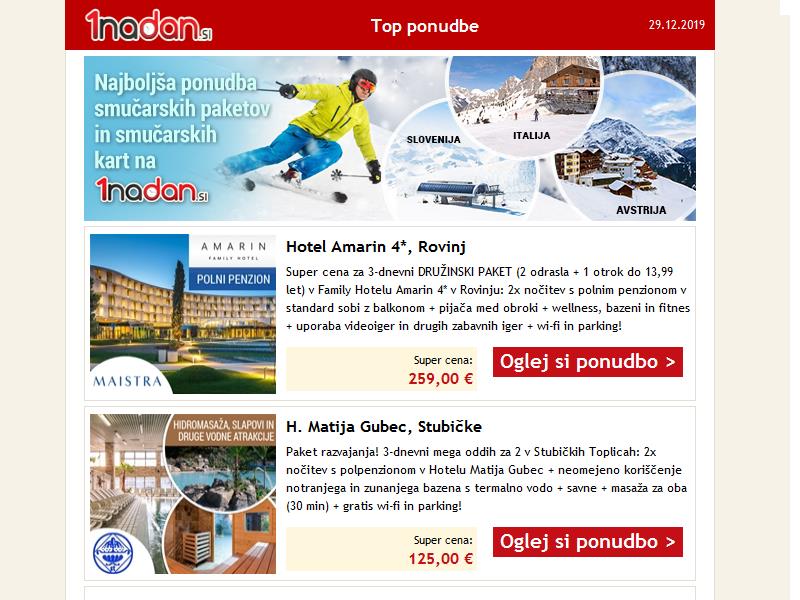 1nadan.si
Top ponudbe
29.12.2019
Najboljša ponudba
smučarskih paketov
in smučarskih
kart na
1nadan.si
SLOVENIJA
ITALIJA
AVSTRIJA
AMARIN
FAMILY HOTEL
POLNI PENZION
MAISTRA
Hotel Amarin 4*, Rovinj
Super cena za 3-dnevni DRUŽINSKI PAKET (2 odrasla + 1 otrok do 13,99
let) v Family Hotelu Amarin 4* v Rovinju: 2x nočitev s polnim penzionom v
standard sobi z balkonom + pijača med obroki + wellness, bazeni in fitnes
+ uporaba videoiger in drugih zabavnih iger + wi-fi in parking!
Super cena:
259,00 €
Oglej si ponudbo >
HIDROMASAŽA, SLAPOVI IN
DRUGE VODNE ATRAKCIJE
H. Matija Gubec, Stubičke
Paket razvajanja! 3-dnevni mega oddih za 2 v Stubičkih Toplicah: 2x
nočitev s polpenzionom v Hotelu Matija Gubec + neomejeno koriščenje
notranjega in zunanjega bazena s termalno vodo + savne + masaža za oba
(30 min) + gratis wi-fi in parking!
Super cena:
125,00 €
Oglej si ponudbo >